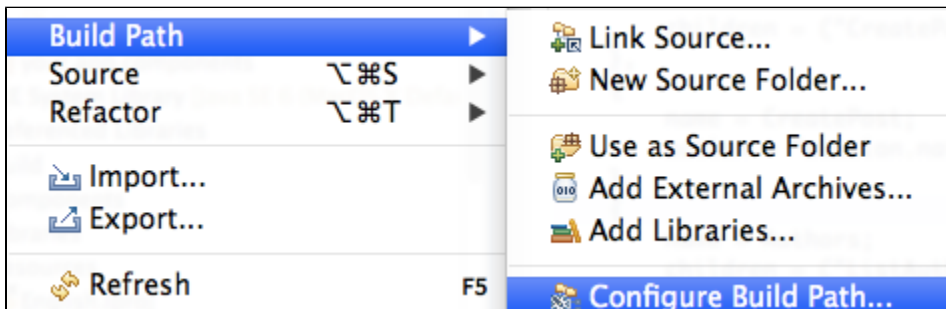 Build Path
Source ⌥⌘S
Refactor ⌥⌘T
Import...
Export...
Refresh F5
Link Source...
New Source Folder...
Use as Source Folder
Add External Archives...
Add Libraries...
Configure Build Path...